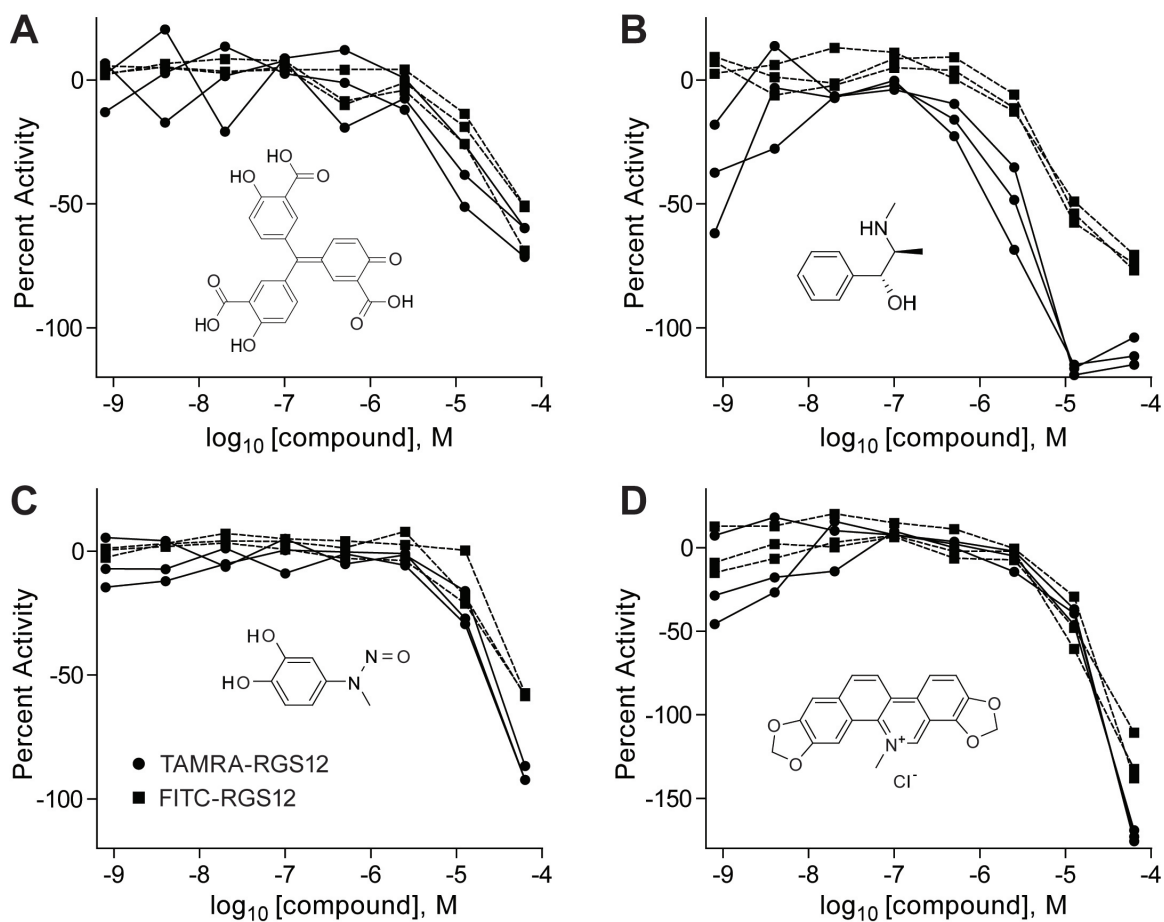 A
0
-50
-100
Percent Activity
-9
-8
-7
-6
-5
-4
log10 [compound], M
HO
O
HO
O
O
OH
O
HO
HO
B
0
-50
-100
Percent Activity
-9
-8
-7
-6
-5
-4
log10 [compound], M
HN
OH
C
0
-50
-100
Percent Activity
-9
-8
-7
-6
-5
-4
log10 [compound], M
HO
HO
N=O
N
TAMRA-RGS12
FITC-RGS12
D
0
-50
-100
-150
Percent Activity
-9
-8
-7
-6
-5
-4
log10 [compound], M
O
O
O
O
N+
Cl-